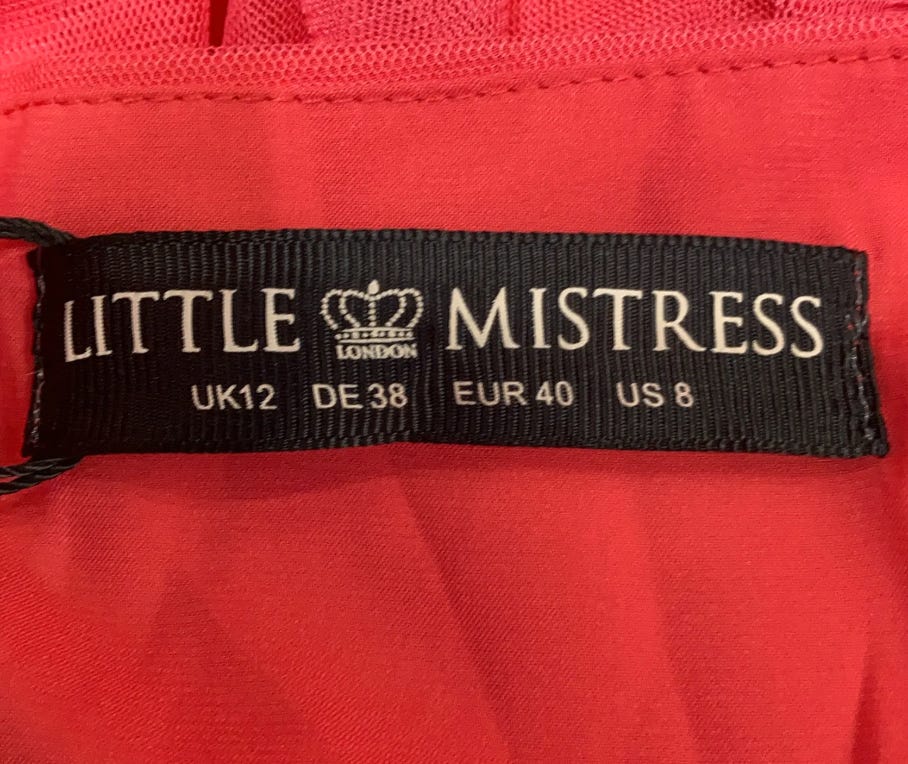 LITTLE LONDON MISTRESS
UK12 DE 38 EUR 40 US 8